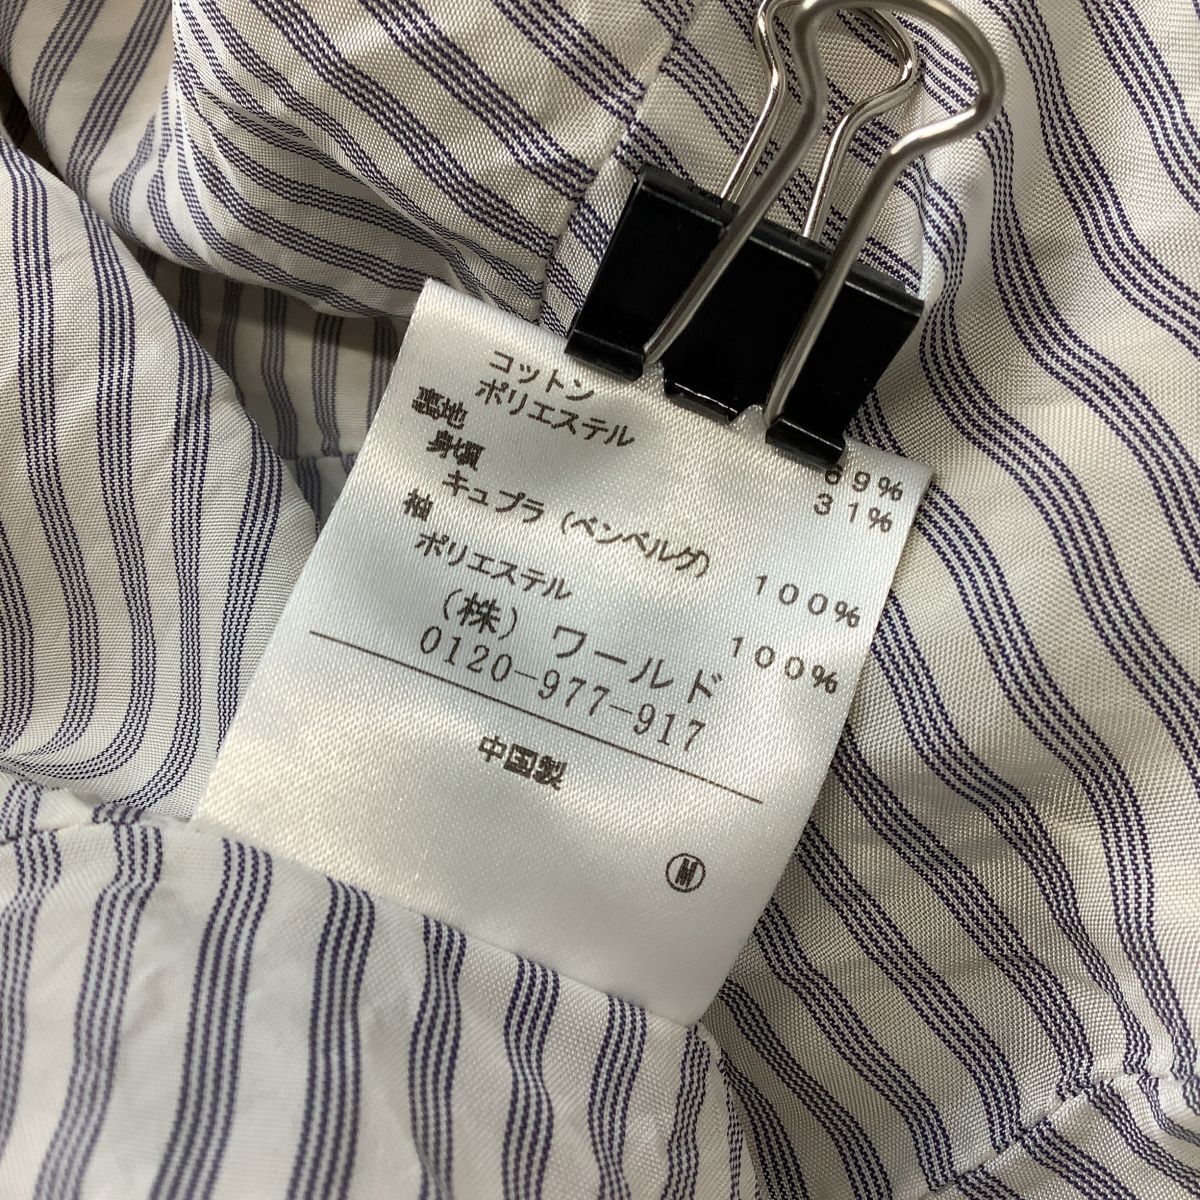 コットン 69%
ポリエステル 31%
裏地
身頃
キュプラ(ベンベルグ) 100%
袖
ポリエステル 100%
(株) ワールド
0120-977-917
中国製
M